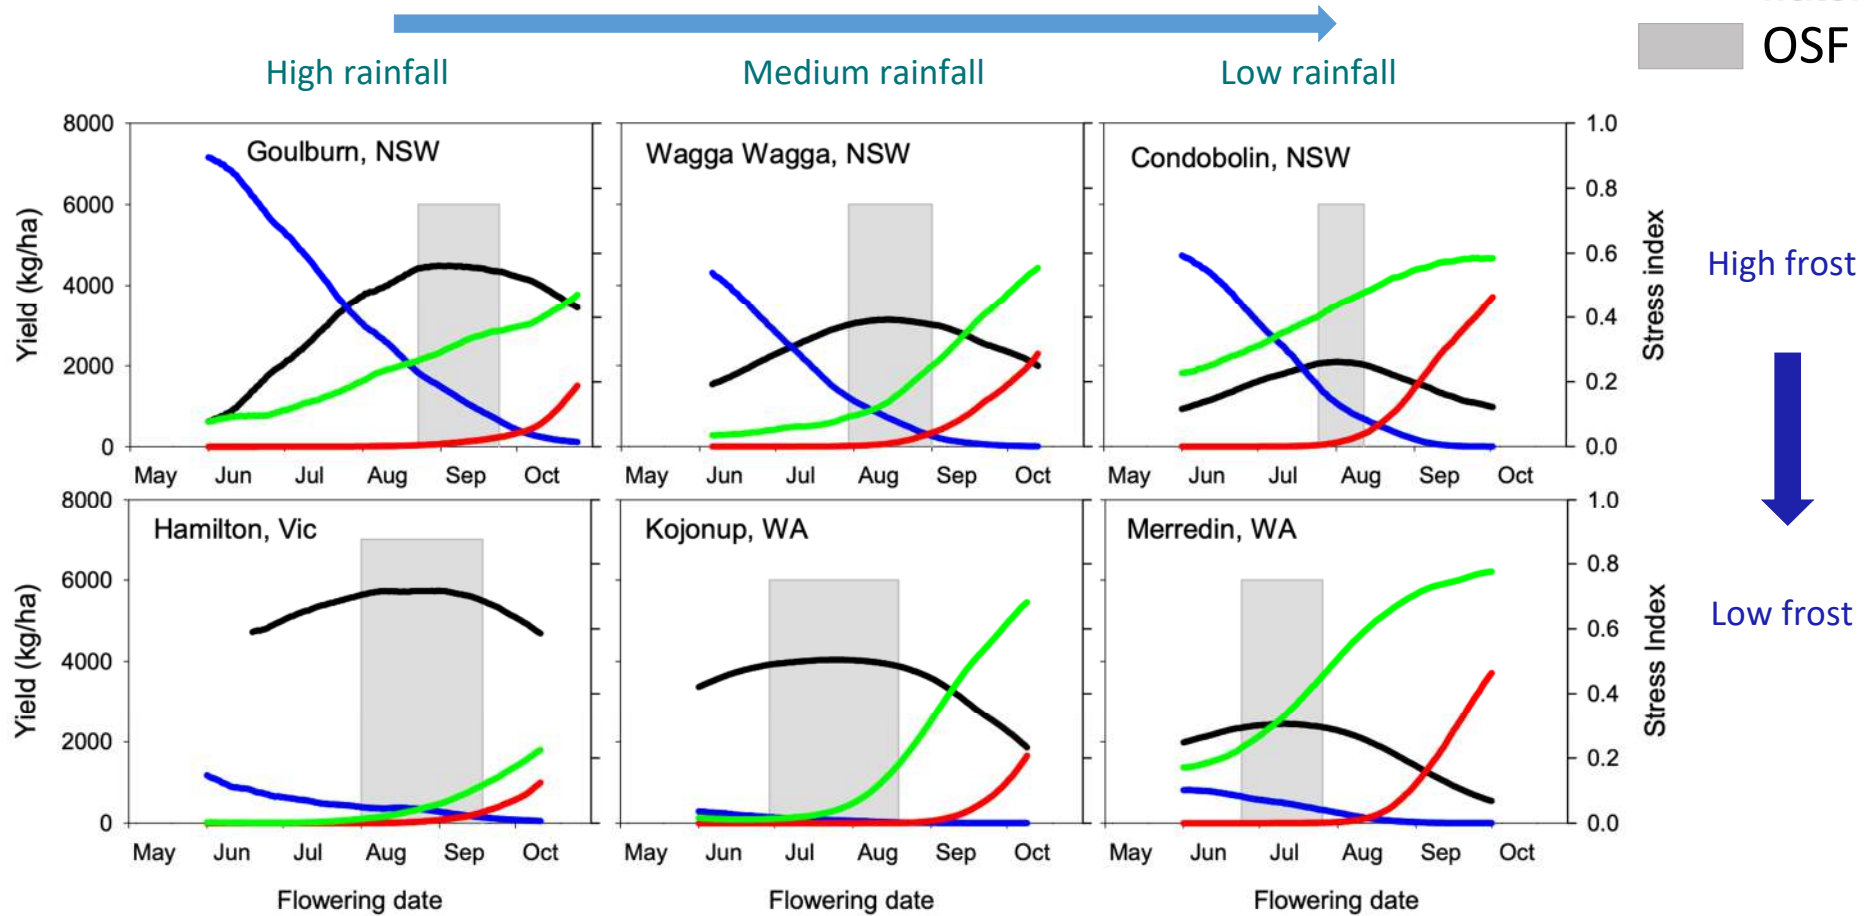 High rainfall Medium rainfall Low rainfall
OSF
8000 1.0
Goulburn, NSW Wagga Wagga, NSW Condobolin, NSW
0.8
6000
Yield (kg/ha) 0.6 Stress index High frost
4000
0.4
2000
0.2
0 0.0
May Jun Jul Aug Sep Oct May Jun Jul Aug Sep Oct May Jun Jul Aug Sep Oct
8000 1.0
Hamilton, Vic Kojonup, WA Merredin, WA
6000 0.8
Yield (kg/ha) 0.6 Stress Index Low frost
4000
0.4
2000
0.2
0 0.0
May Jun Jul Aug Sep Oct May Jun Jul Aug Sep Oct May Jun Jul Aug Sep Oct
Flowering date Flowering date Flowering date